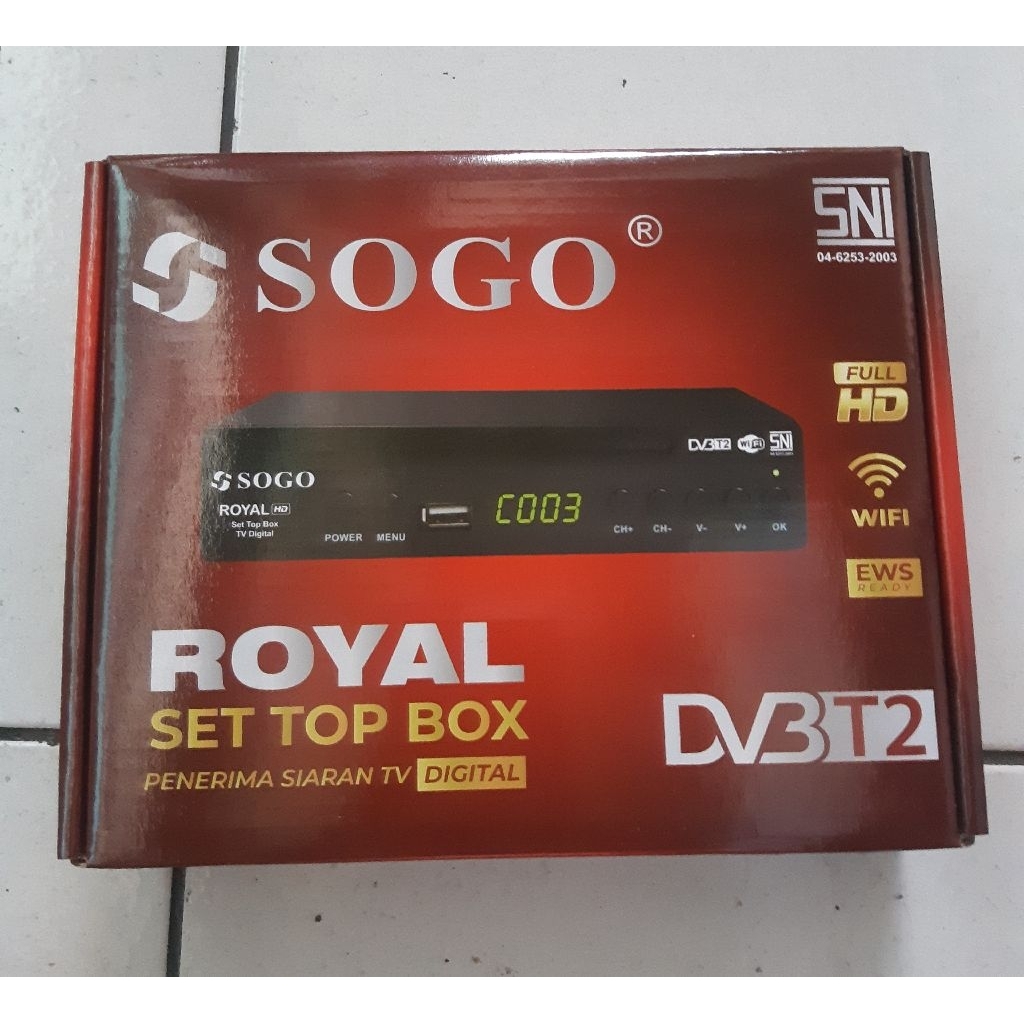 SOGO®
SNI
04-6253-2003
FULL
HD
WIFI
EWS
READY
DVB T2 WiFi SNI
SOGO
ROYAL HD
Set Top Box
TV Digital
POWER MENU
C003
CH+ CH- V- V+ OK
ROYAL
SET TOP BOX
PENERIMA SIARAN TV DIGITAL
DVB T2